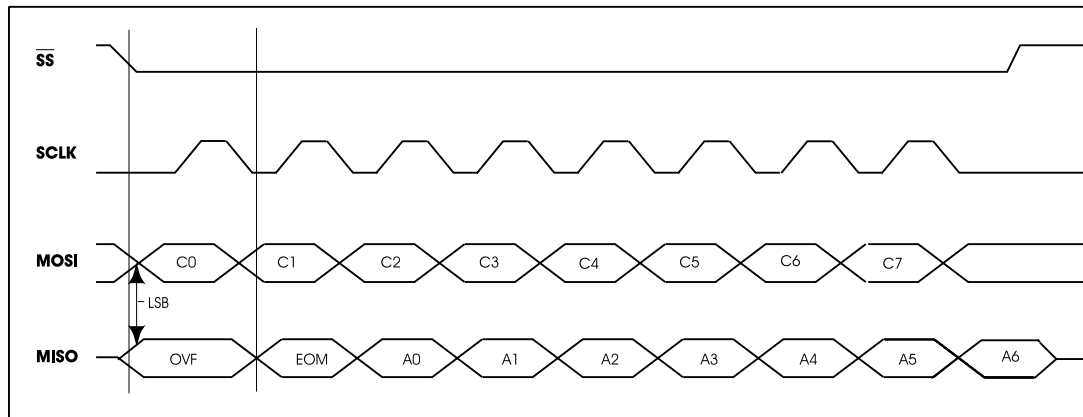 SS
SCLK
MOSI C0 C1 C2 C3 C4 C5 C6 C7
LSB
MISO OVF EOM A0 A1 A2 A3 A4 A5 A6